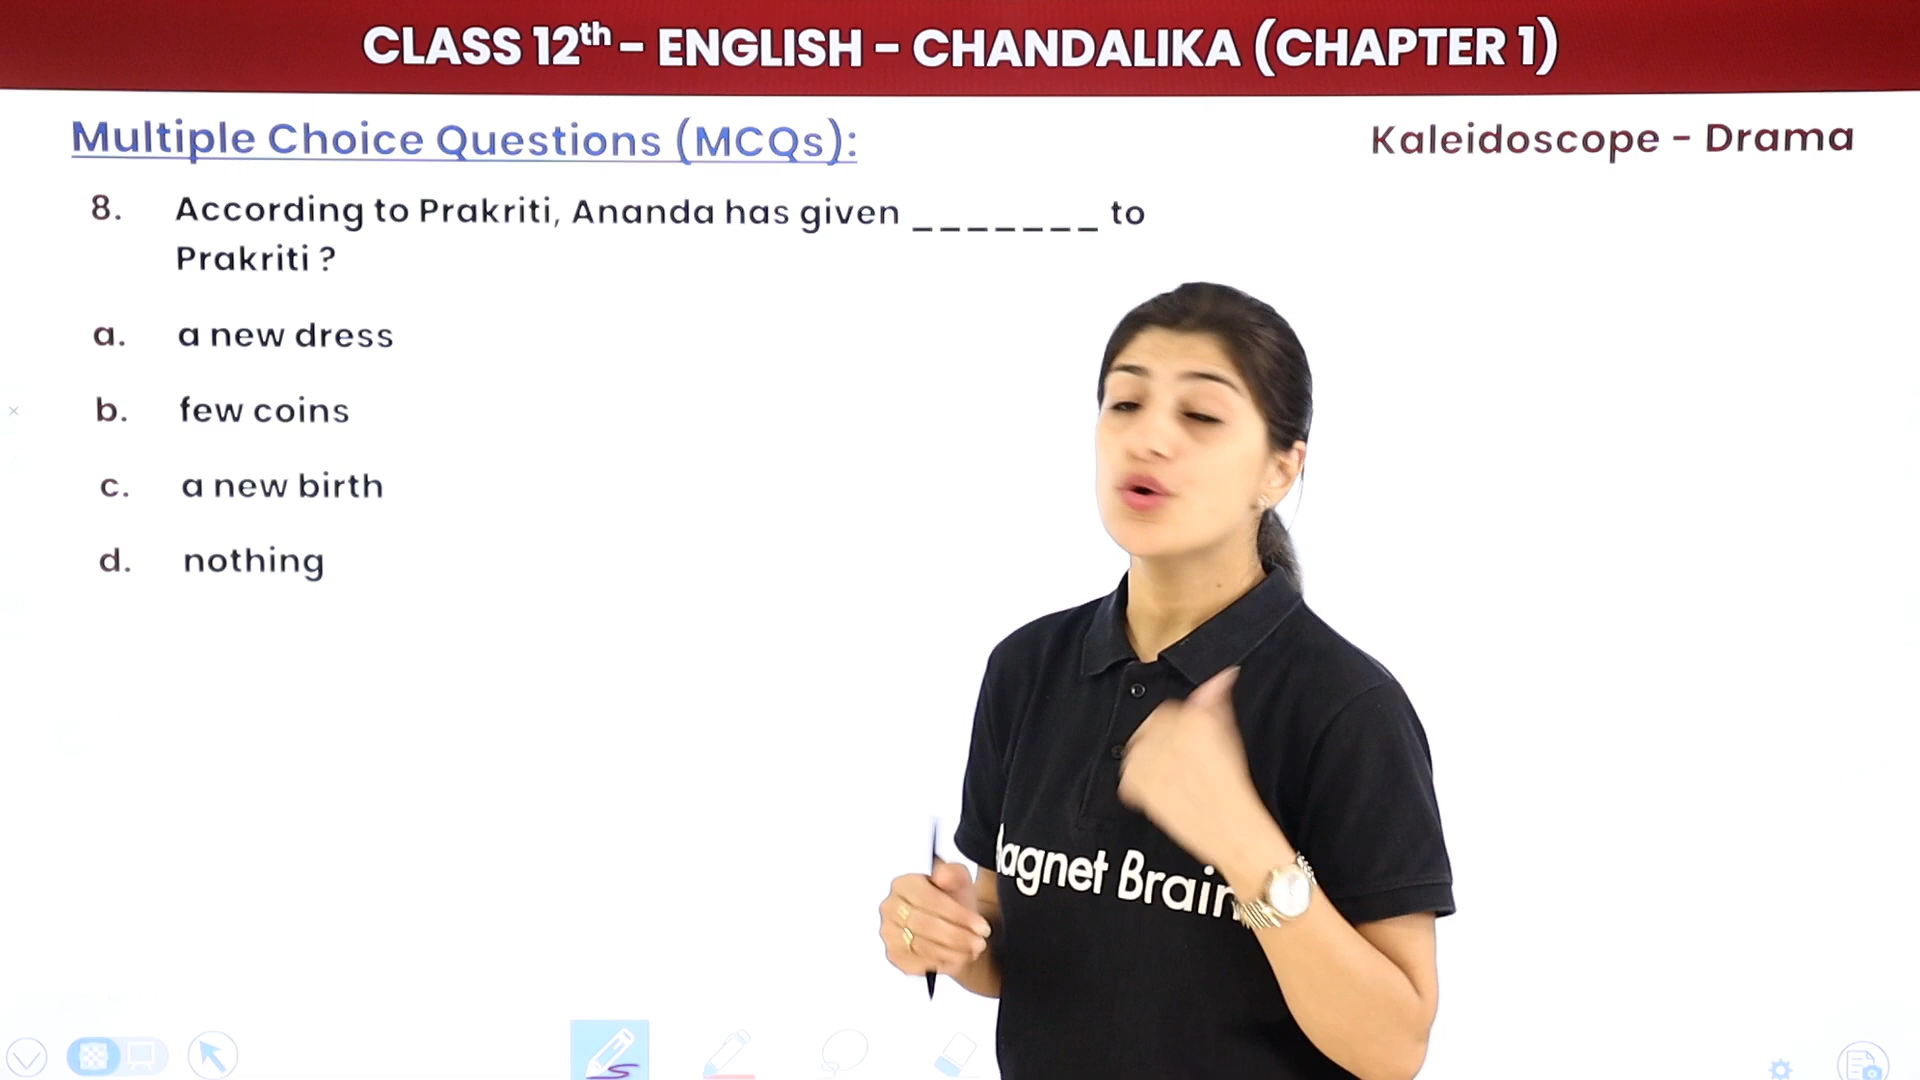 CLASS 12th - ENGLISH - CHANDALIKA (CHAPTER 1)
Multiple Choice Questions (MCQs):
Kaleidoscope - Drama
8. According to Prakriti, Ananda has given _______ to
Prakriti ?
a. a new dress
b. few coins
c. a new birth
d. nothing
agnet Brain